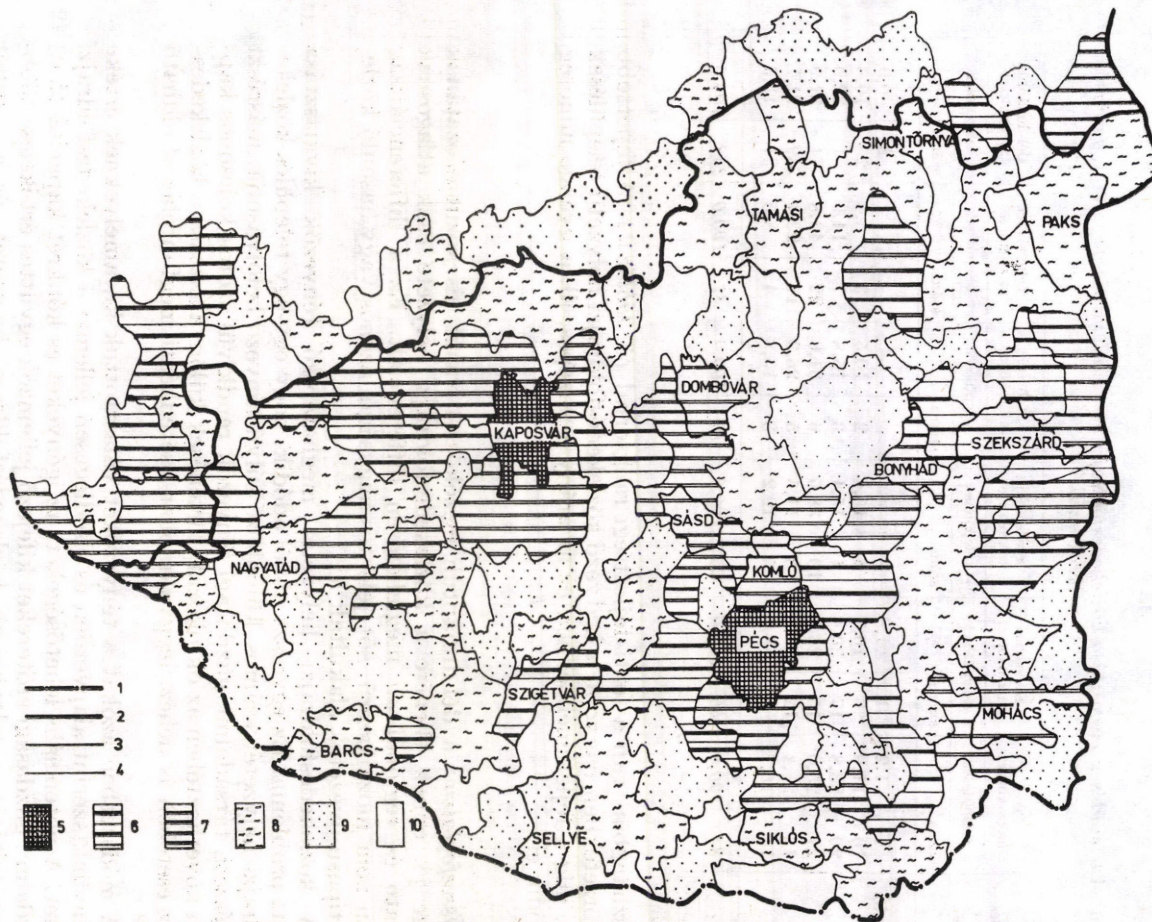 SIMONTORNYA
TAMÁSI
PAKS
DOMBÓVÁR
KAPOSVÁR
SZEKSZÁRD
BONYHÁD
SÁSD
NAGYATÁD
KOMLÓ
PÉCS
SZIGETVÁR
MOHÁCS
BARCS
SELLYE
SIKLÓS
1
2
3
4
5 6 7 8 9 10